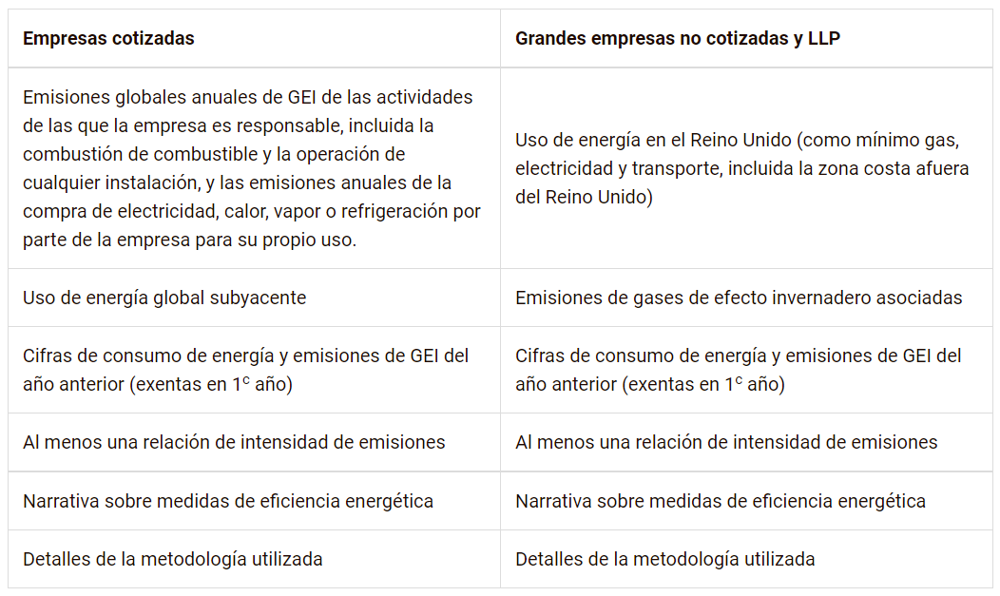 Empresas cotizadas
Grandes empresas no cotizadas y LLP
Emisiones globales anuales de GEI de las actividades
de las que la empresa es responsable, incluida la
combustión de combustible y la operación de
cualquier instalación, y las emisiones anuales de la
compra de electricidad, calor, vapor o refrigeración por
parte de la empresa para su propio uso.
Uso de energía en el Reino Unido (como mínimo gas,
electricidad y transporte, incluida la zona costa afuera
del Reino Unido)
Uso de energía global subyacente
Emisiones de gases de efecto invernadero asociadas
Cifras de consumo de energía y emisiones de GEI del
año anterior (exentas en 1ᶜ año)
Cifras de consumo de energía y emisiones de GEI del
año anterior (exentas en 1ᶜ año)
Al menos una relación de intensidad de emisiones
Al menos una relación de intensidad de emisiones
Narrativa sobre medidas de eficiencia energética
Narrativa sobre medidas de eficiencia energética
Detalles de la metodología utilizada
Detalles de la metodología utilizada